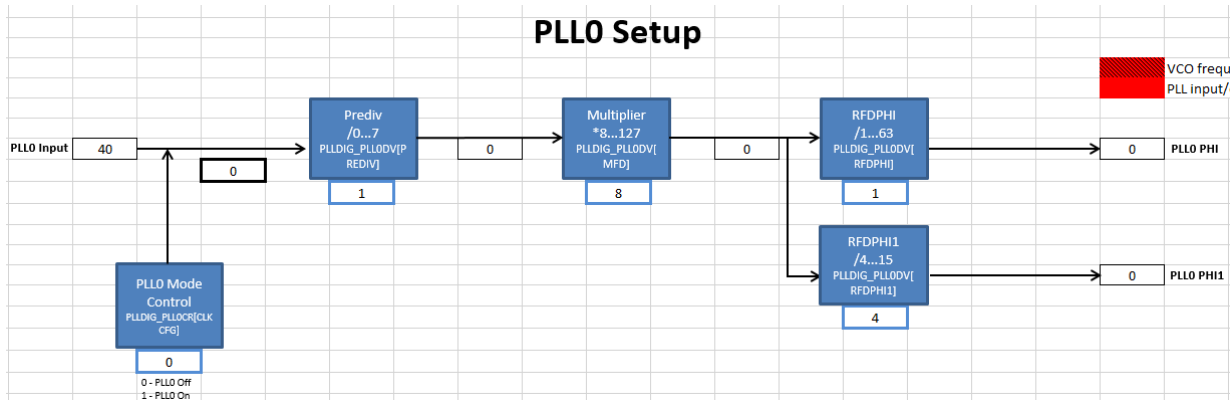 PLL0 Setup
VCO frequ
PLL input/
Prediv
/0...7
PLLDIG_PLL0DV[P
REDIV]
1
Multiplier
*8...127
PLLDIG_PLL0DV[
MFD]
8
RFDPHI
/1...63
PLLDIG_PLL0DV[
RFDPHI]
1
PLL0 Input
40
0
0
0
0
PLL0 PHI
RFDPHI1
/4...15
PLLDIG_PLL0DV[
RFDPHI1]
4
0
PLL0 PHI1
PLL0 Mode
Control
PLLDIG_PLL0CR[CLK
CFG]
0
0 - PLL0 Off
1 - PLL0 On